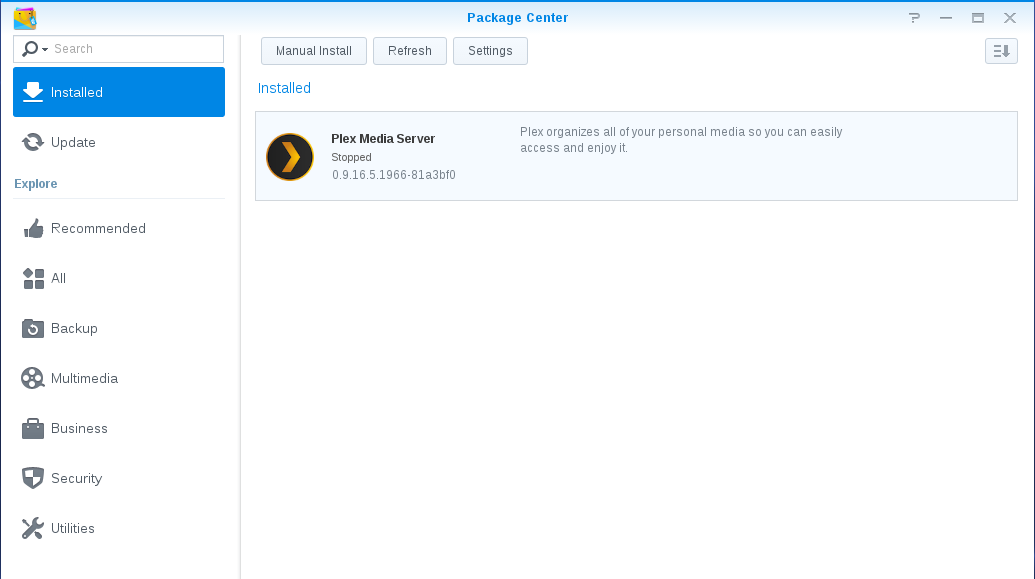 Package Center
Search
Manual Install
Refresh
Settings
Installed
Update
Explore
Recommended
All
Backup
Multimedia
Business
Security
Utilities
Installed
Plex Media Server
Stopped
0.9.16.5.1966-81a3bf0
Plex organizes all of your personal media so you can easily
access and enjoy it.